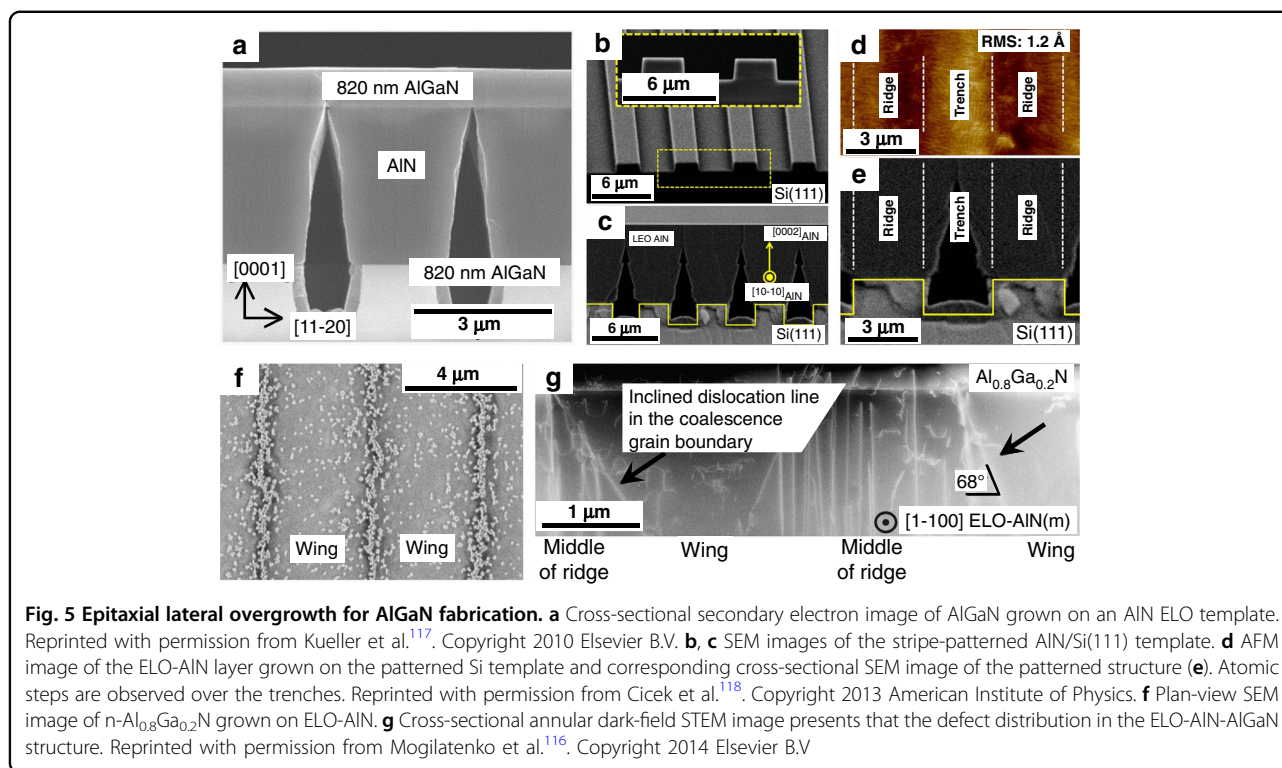 a
820 nm AlGaN
AlN
[0001]
[11-20]
820 nm AlGaN
3 µm
b
6 µm
6 µm
Si(111)
c
LEO AlN
[0002]AlN
[10-10]AlN
6 µm
Si(111)
d
RMS: 1.2 Å
Ridge
Trench
Ridge
3 µm
e
Ridge
Trench
Ridge
3 µm
Si(111)
f
4 µm
Wing
Wing
g
Inclined dislocation line
in the coalescence
grain boundary
Al0.8Ga0.2N
68°
1 µm
[1-100] ELO-AlN(m)
Middle
of ridge
Wing
Middle
of ridge
Wing
Fig. 5 Epitaxial lateral overgrowth for AlGaN fabrication. a Cross-sectional secondary electron image of AlGaN grown on an AlN ELO template.
Reprinted with permission from Kueller et al.117. Copyright 2010 Elsevier B.V. b, c SEM images of the stripe-patterned AlN/Si(111) template. d AFM
image of the ELO-AlN layer grown on the patterned Si template and corresponding cross-sectional SEM image of the patterned structure (e). Atomic
steps are observed over the trenches. Reprinted with permission from Cicek et al.118. Copyright 2013 American Institute of Physics. f Plan-view SEM
image of n-Al0.8Ga0.2N grown on ELO-AlN. g Cross-sectional annular dark-field STEM image presents that the defect distribution in the ELO-AlN-AlGaN
structure. Reprinted with permission from Mogilatenko et al.116. Copyright 2014 Elsevier B.V